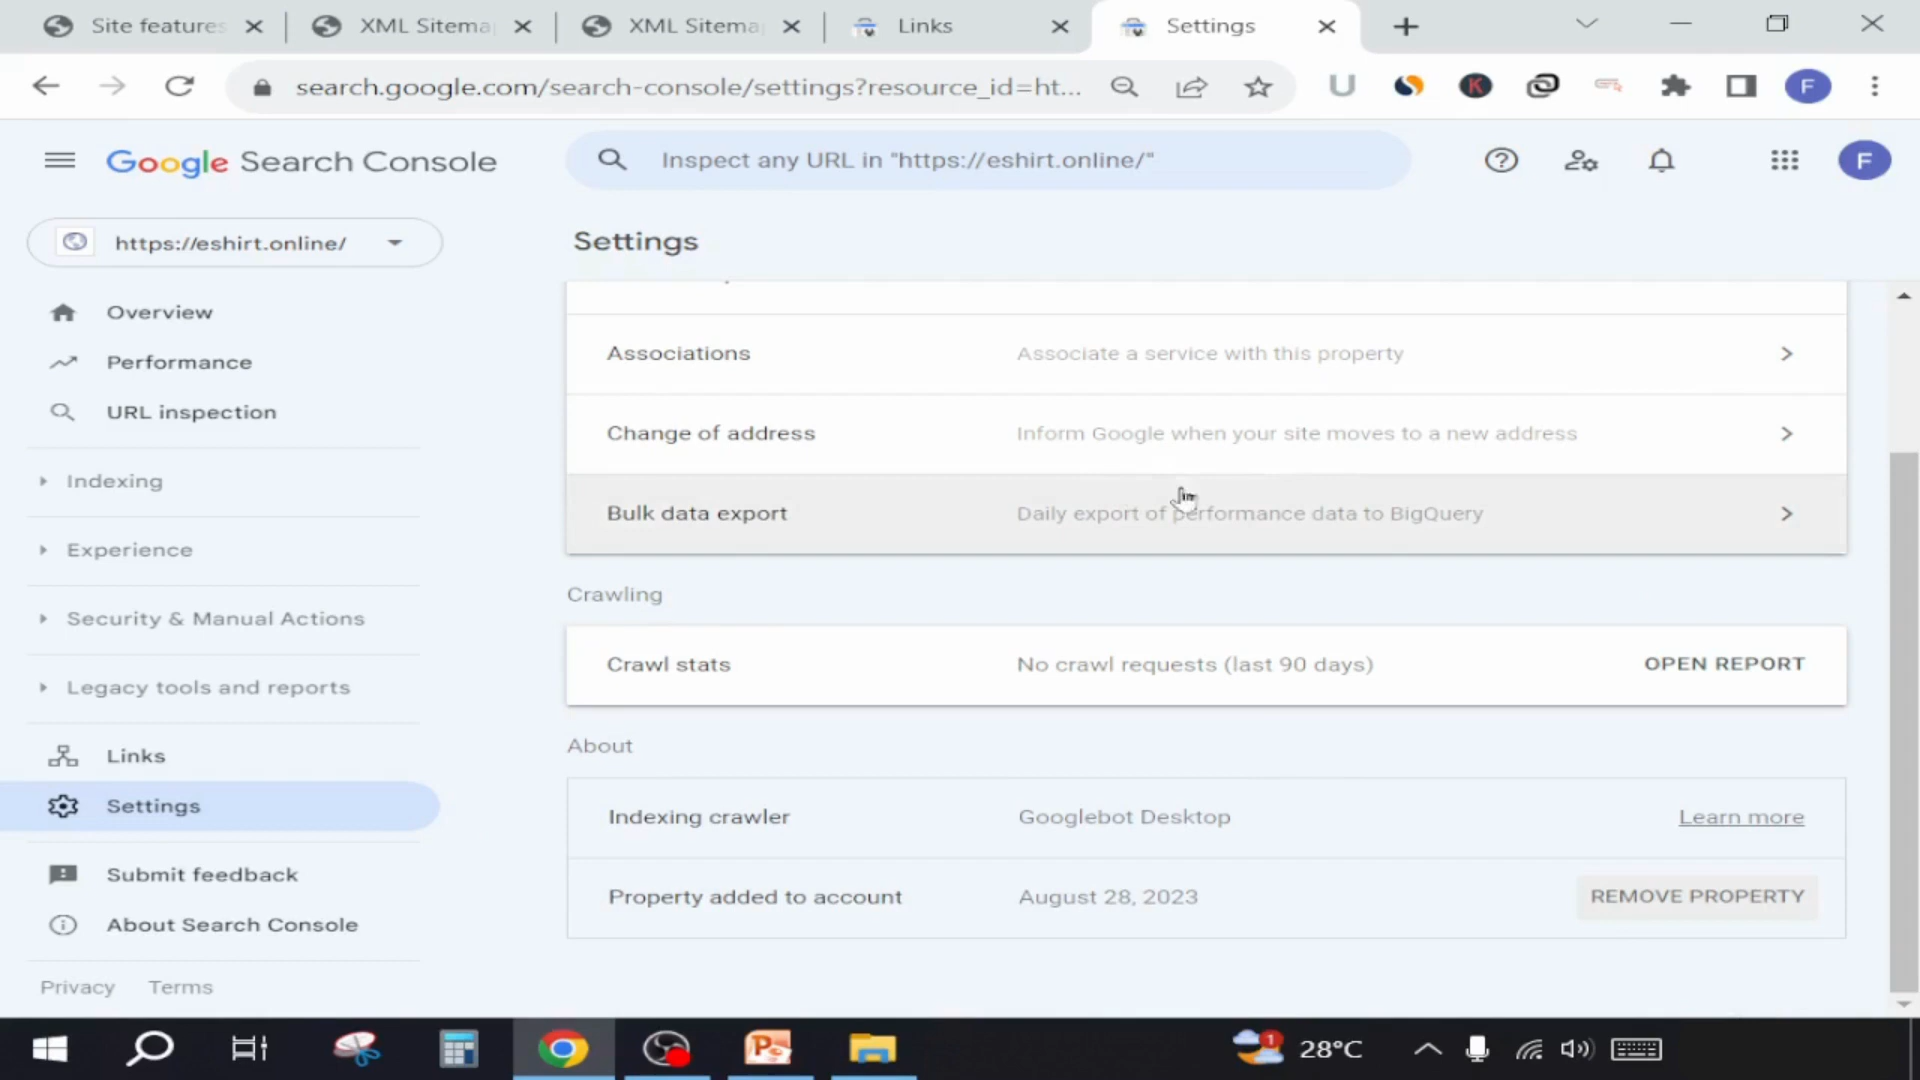 Site features
XML Sitema
XML Sitema
Links
Settings
search.google.com/search-console/settings?resource_id=ht...
U
K
F
Google Search Console
Inspect any URL in "https://eshirt.online/"
F
https://eshirt.online/
Settings
Overview
Performance
URL inspection
Indexing
Experience
Security & Manual Actions
Legacy tools and reports
Links
Settings
Submit feedback
About Search Console
Privacy Terms
Associations Associate a service with this property
Change of address Inform Google when your site moves to a new address
Bulk data export Daily export of performance data to BigQuery
Crawling
Crawl stats No crawl requests (last 90 days) OPEN REPORT
About
Indexing crawler Googlebot Desktop Learn more
Property added to account August 28, 2023 REMOVE PROPERTY
1
28°C